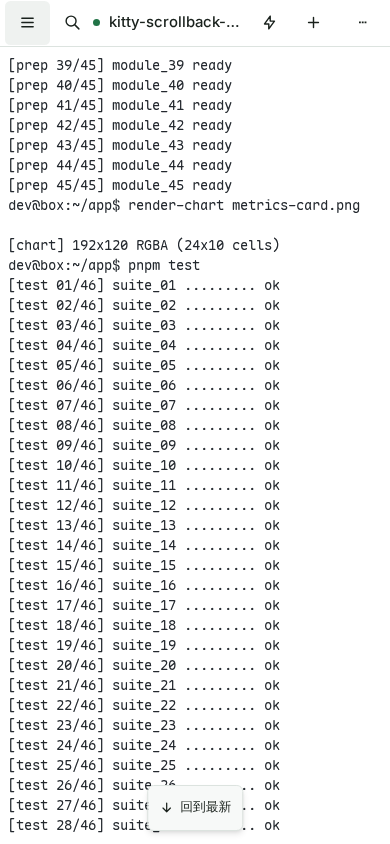 kitty-scrollback-...
[prep 39/45] module_39 ready
[prep 40/45] module_40 ready
[prep 41/45] module_41 ready
[prep 42/45] module_42 ready
[prep 43/45] module_43 ready
[prep 44/45] module_44 ready
[prep 45/45] module_45 ready
dev@box:~/app$ render-chart metrics-card.png
[chart] 192x120 RGBA (24x10 cells)
dev@box:~/app$ pnpm test
[test 01/46] suite_01 ......... ok
[test 02/46] suite_02 ......... ok
[test 03/46] suite_03 ......... ok
[test 04/46] suite_04 ......... ok
[test 05/46] suite_05 ......... ok
[test 06/46] suite_06 ......... ok
[test 07/46] suite_07 ......... ok
[test 08/46] suite_08 ......... ok
[test 09/46] suite_09 ......... ok
[test 10/46] suite_10 ......... ok
[test 11/46] suite_11 ......... ok
[test 12/46] suite_12 ......... ok
[test 13/46] suite_13 ......... ok
[test 14/46] suite_14 ......... ok
[test 15/46] suite_15 ......... ok
[test 16/46] suite_16 ......... ok
[test 17/46] suite_17 ......... ok
[test 18/46] suite_18 ......... ok
[test 19/46] suite_19 ......... ok
[test 20/46] suite_20 ......... ok
[test 21/46] suite_21 ......... ok
[test 22/46] suite_22 ......... ok
[test 23/46] suite_23 ......... ok
[test 24/46] suite_24 ......... ok
[test 25/46] suite_25 ......... ok
[test 26/46] .. ok
[test 27/46] .. ok
[test 28/46] .. ok
回到最新